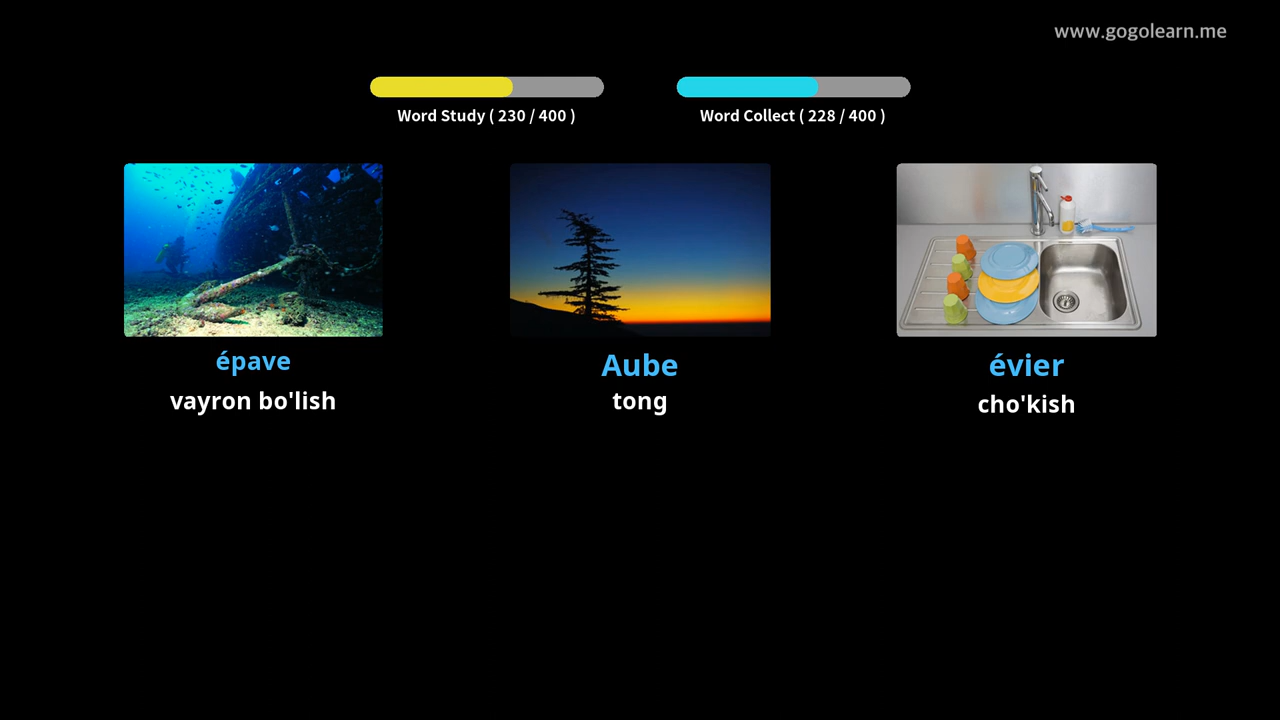 www.gogolearn.me
Word Study ( 230 / 400 )
Word Collect ( 228 / 400 )
épave
Aube
évier
vayron bo'lish
tong
cho'kish